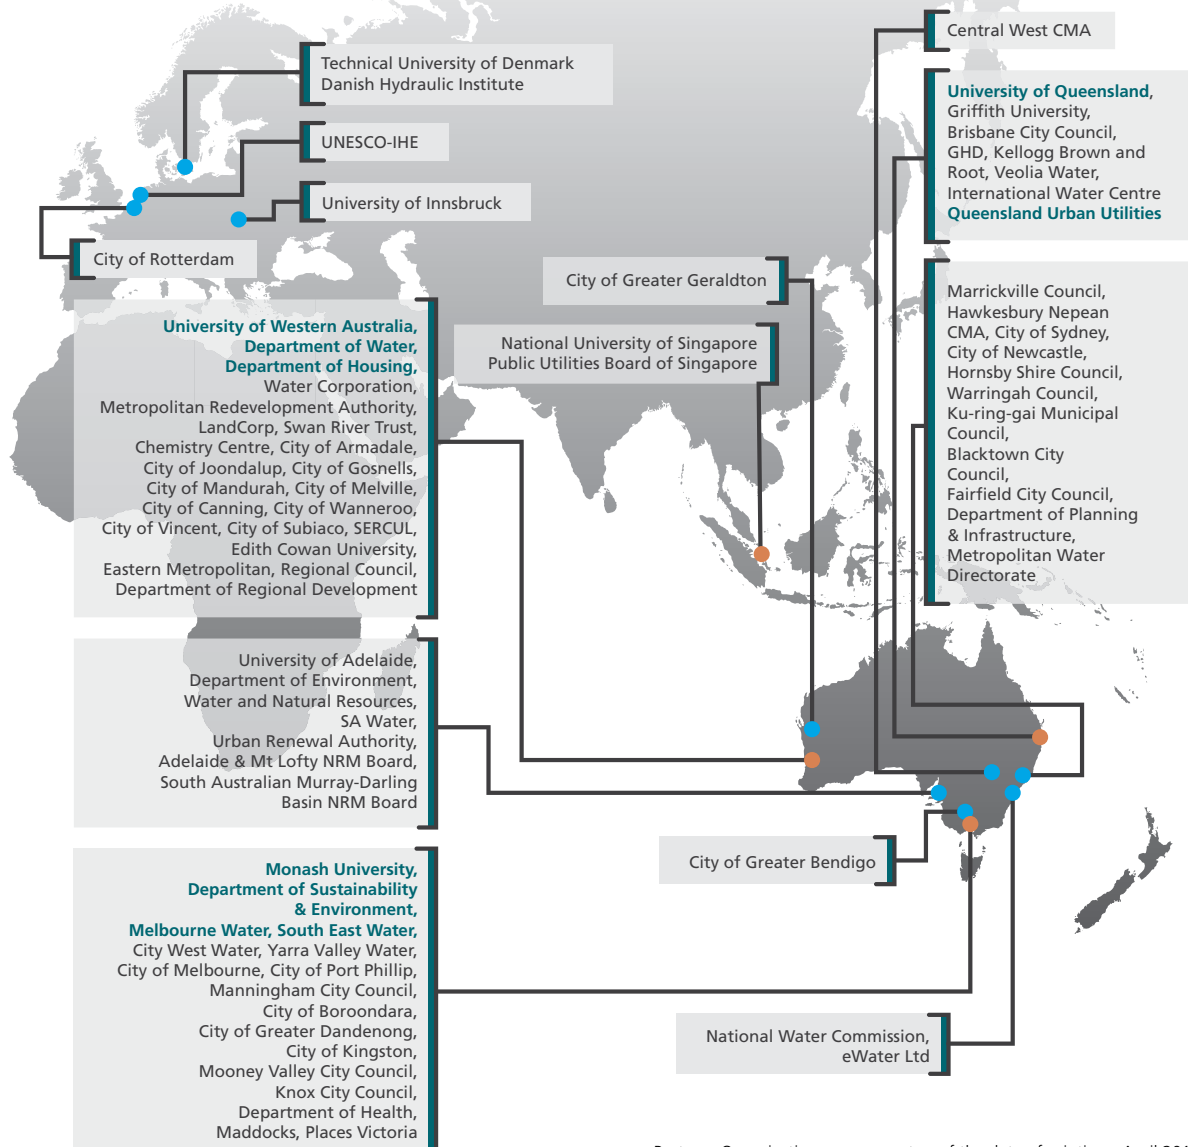 Central West CMA
Technical University of Denmark
Danish Hydraulic Institute
UNESCO-IHE
University of Innsbruck
City of Rotterdam
University of Queensland,
Griffith University,
Brisbane City Council,
GHD, Kellogg Brown and
Root, Veolia Water,
International Water Centre
Queensland Urban Utilities
City of Greater Geraldton
National University of Singapore
Public Utilities Board of Singapore
Marrickville Council,
Hawkesbury Nepean
CMA, City of Sydney,
City of Newcastle,
Hornsby Shire Council,
Warringah Council,
Ku-ring-gai Municipal
Council,
Blacktown City
Council,
Fairfield City Council,
Department of Planning
& Infrastructure,
Metropolitan Water
Directorate
University of Western Australia,
Department of Water,
Department of Housing,
Water Corporation,
Metropolitan Redevelopment Authority,
LandCorp, Swan River Trust,
Chemistry Centre, City of Armadale,
City of Joondalup, City of Gosnells,
City of Mandurah, City of Melville,
City of Canning, City of Wanneroo,
City of Vincent, City of Subiaco, SERCUL,
Edith Cowan University,
Eastern Metropolitan, Regional Council,
Department of Regional Development
University of Adelaide,
Department of Environment,
Water and Natural Resources,
SA Water,
Urban Renewal Authority,
Adelaide & Mt Lofty NRM Board,
South Australian Murray-Darling
Basin NRM Board
City of Greater Bendigo
Monash University,
Department of Sustainability
& Environment,
Melbourne Water, South East Water,
City West Water, Yarra Valley Water,
City of Melbourne, City of Port Phillip,
Manningham City Council,
City of Boroondara,
City of Greater Dandenong,
City of Kingston,
Mooney Valley City Council,
Knox City Council,
Department of Health,
Maddocks, Places Victoria
National Water Commission,
eWater Ltd